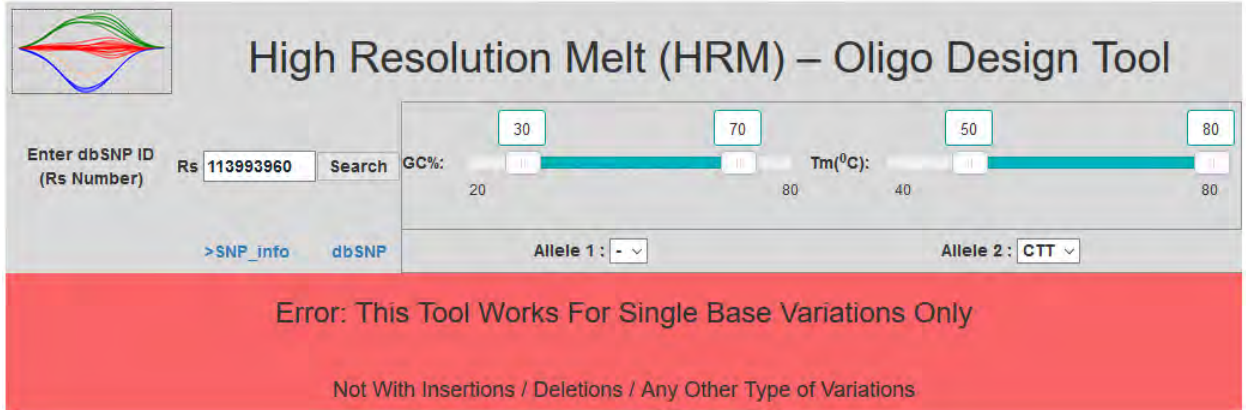 High Resolution Melt (HRM) – Oligo Design Tool
30 70 50 80
Enter dbSNP ID
(Rs Number)
Rs 113993960 Search GC%: Tm(⁰C):
20 80 40 80
>SNP_info dbSNP Allele 1 : - Allele 2 : CTT
Error: This Tool Works For Single Base Variations Only
Not With Insertions / Deletions / Any Other Type of Variations